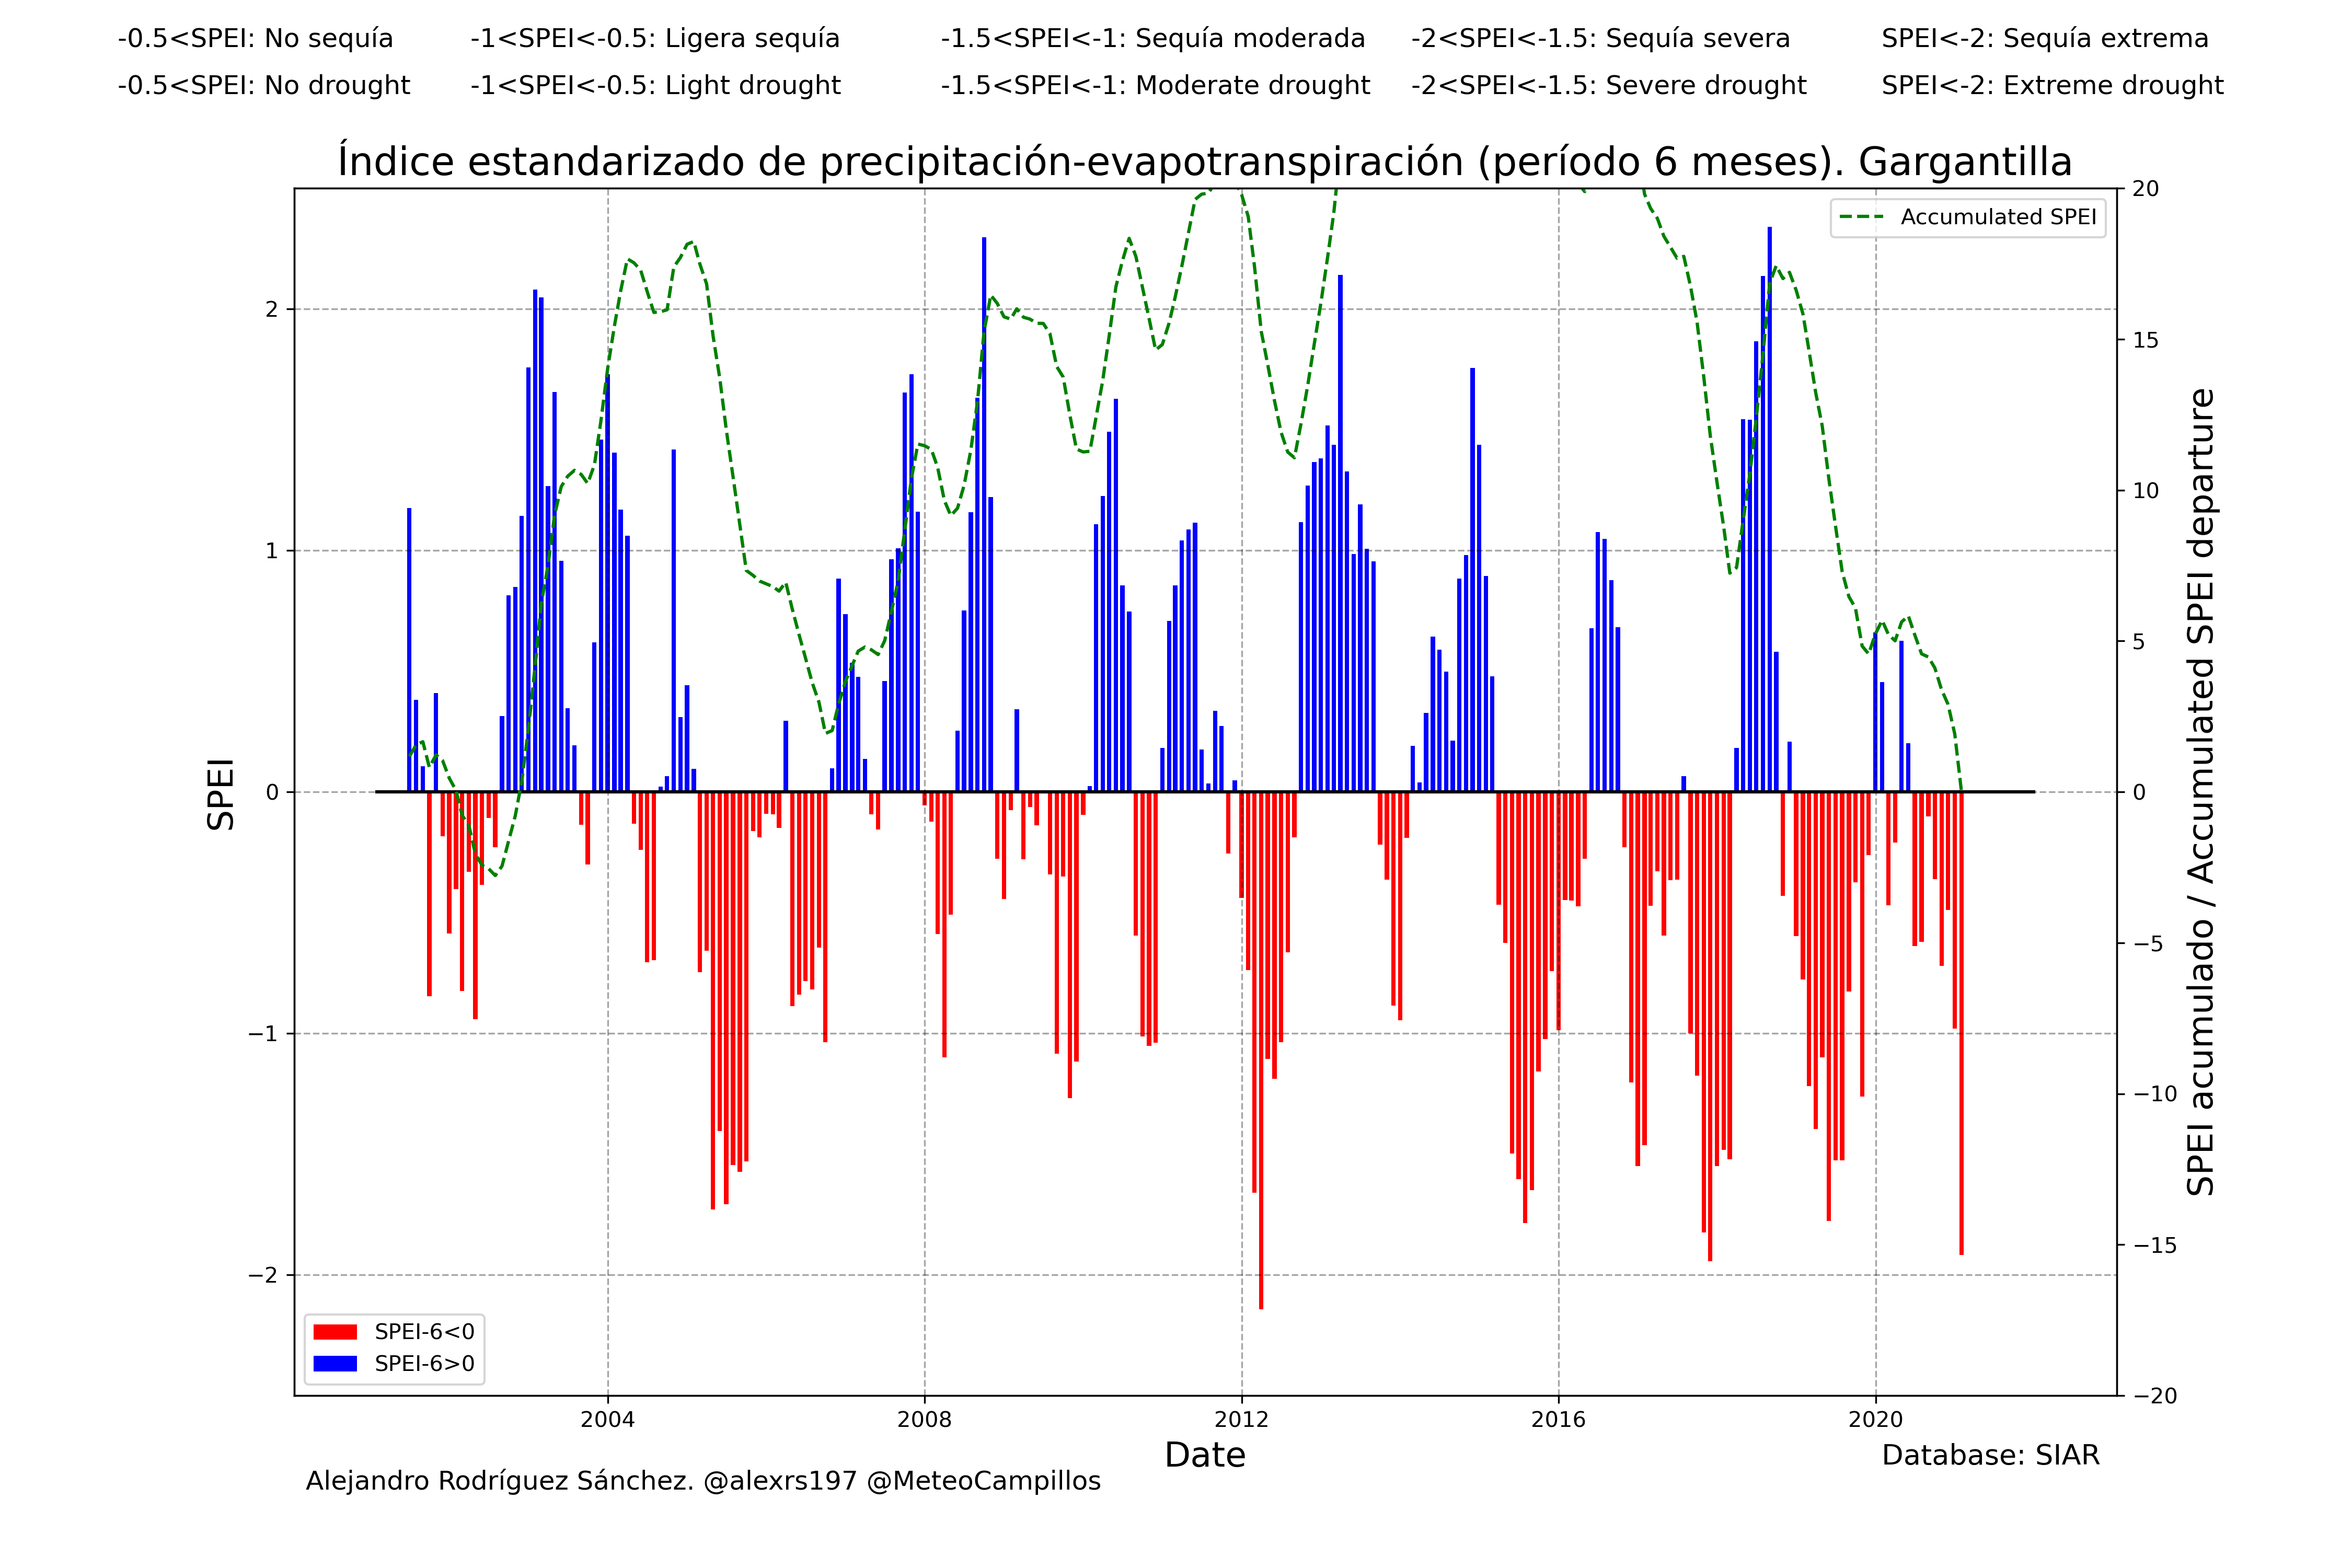 -0.5<SPEI: No sequía -1<SPEI<-0.5: Ligera sequía -1.5<SPEI<-1: Sequía moderada -2<SPEI<-1.5: Sequía severa SPEI<-2: Sequía extrema
-0.5<SPEI: No drought -1<SPEI<-0.5: Light drought -1.5<SPEI<-1: Moderate drought -2<SPEI<-1.5: Severe drought SPEI<-2: Extreme drought
Índice estandarizado de precipitación-evapotranspiración (período 6 meses). Gargantilla
Accumulated SPEI
SPEI
2
1
0
−1
−2
20
15
10
5
0
−5
−10
−15
−20
SPEI acumulado / Accumulated SPEI departure
SPEI-6<0
SPEI-6>0
2004 2008 2012 2016 2020
Date
Database: SIAR
Alejandro Rodríguez Sánchez. @alexrs197 @MeteoCampillos